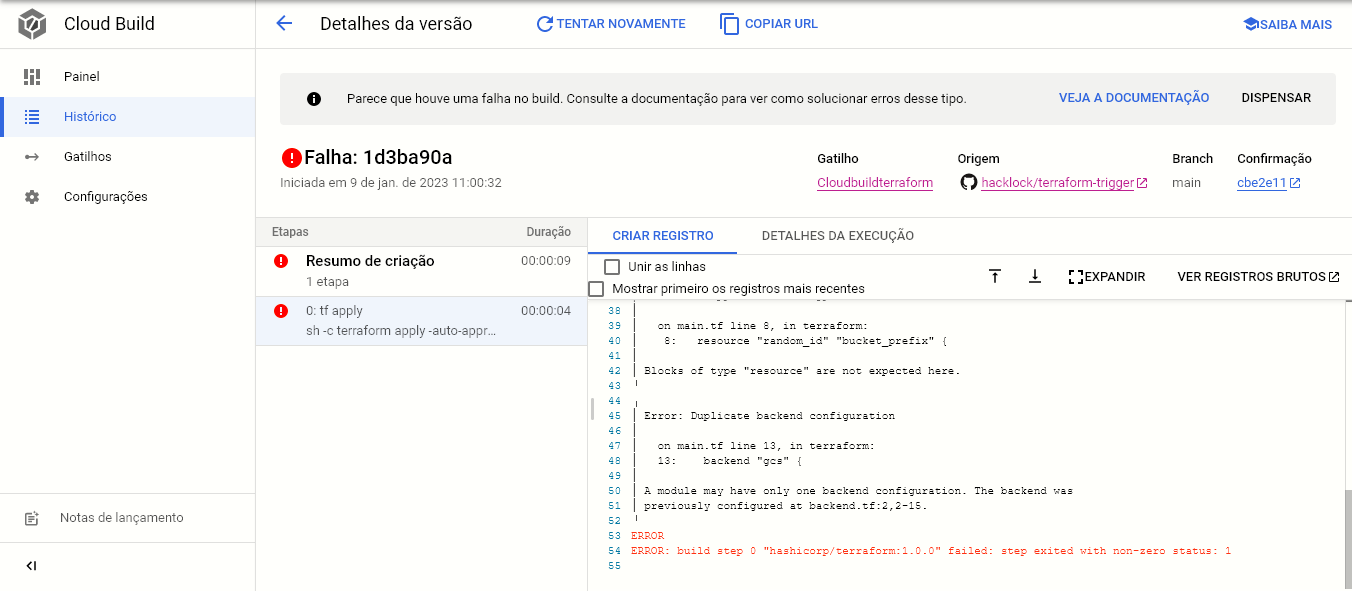 Cloud Build
Detalhes da versão
TENTAR NOVAMENTE
COPIAR URL
SAIBA MAIS
Painel
Histórico
Gatilhos
Configurações
Notas de lançamento
Parece que houve uma falha no build. Consulte a documentação para ver como solucionar erros desse tipo.
VEJA A DOCUMENTAÇÃO
DISPENSAR
Falha: 1d3ba90a
Iniciada em 9 de jan. de 2023 11:00:32
Gatilho
Cloudbuildterraform
Origem
hacklock/terraform-trigger
Branch
main
Confirmação
cbe2e11
Etapas Duração
Resumo de criação 00:00:09
1 etapa
0: tf apply 00:00:04
sh -c terraform apply -auto-appr...
CRIAR REGISTRO
DETALHES DA EXECUÇÃO
Unir as linhas
Mostrar primeiro os registros mais recentes
EXPANDIR
VER REGISTROS BRUTOS
38 │
39 │ on main.tf line 8, in terraform:
40 │ 8: resource "random_id" "bucket_prefix" {
41 │
42 │ Blocks of type "resource" are not expected here.
43 ╵
44 ╷
45 │ Error: Duplicate backend configuration
46 │
47 │ on main.tf line 13, in terraform:
48 │ 13: backend "gcs" {
49 │
50 │ A module may have only one backend configuration. The backend was
51 │ previously configured at backend.tf:2,2-15.
52 ╵
53 ERROR
54 ERROR: build step 0 "hashicorp/terraform:1.0.0" failed: step exited with non-zero status: 1
55